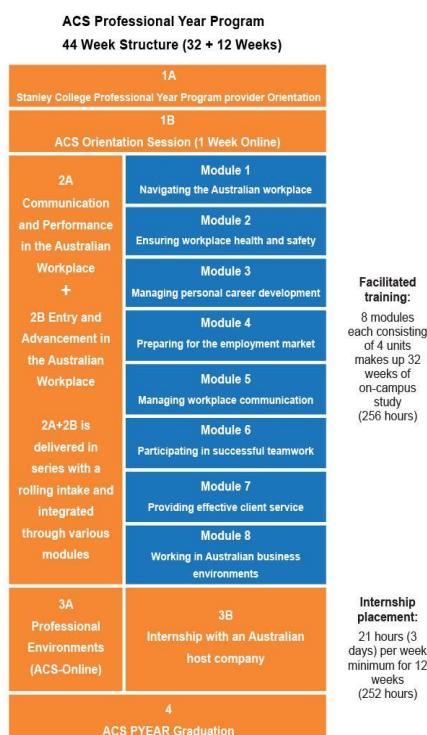 ACS Professional Year Program
44 Week Structure (32 + 12 Weeks)
1A
Stanley College Professional Year Program provider Orientation
1B
ACS Orientation Session (1 Week Online)
2A
Communication
and Performance
in the Australian
Workplace
+
2B Entry and
Advancement in
the Australian
Workplace
2A+2B is
delivered in
series with a
rolling intake and
integrated
through various
modules
Module 1
Navigating the Australian workplace
Module 2
Ensuring workplace health and safety
Module 3
Managing personal career development
Module 4
Preparing for the employment market
Module 5
Managing workplace communication
Module 6
Participating in successful teamwork
Module 7
Providing effective client service
Module 8
Working in Australian business
environments
Facilitated
training:
8 modules
each consisting
of 4 units
makes up 32
weeks of
on-campus
study
(256 hours)
3A
Professional
Environments
(ACS-Online)
3B
Internship with an Australian
host company
Internship
placement:
21 hours (3
days) per week
minimum for 12
weeks
(252 hours)
4
ACS PYEAR Graduation